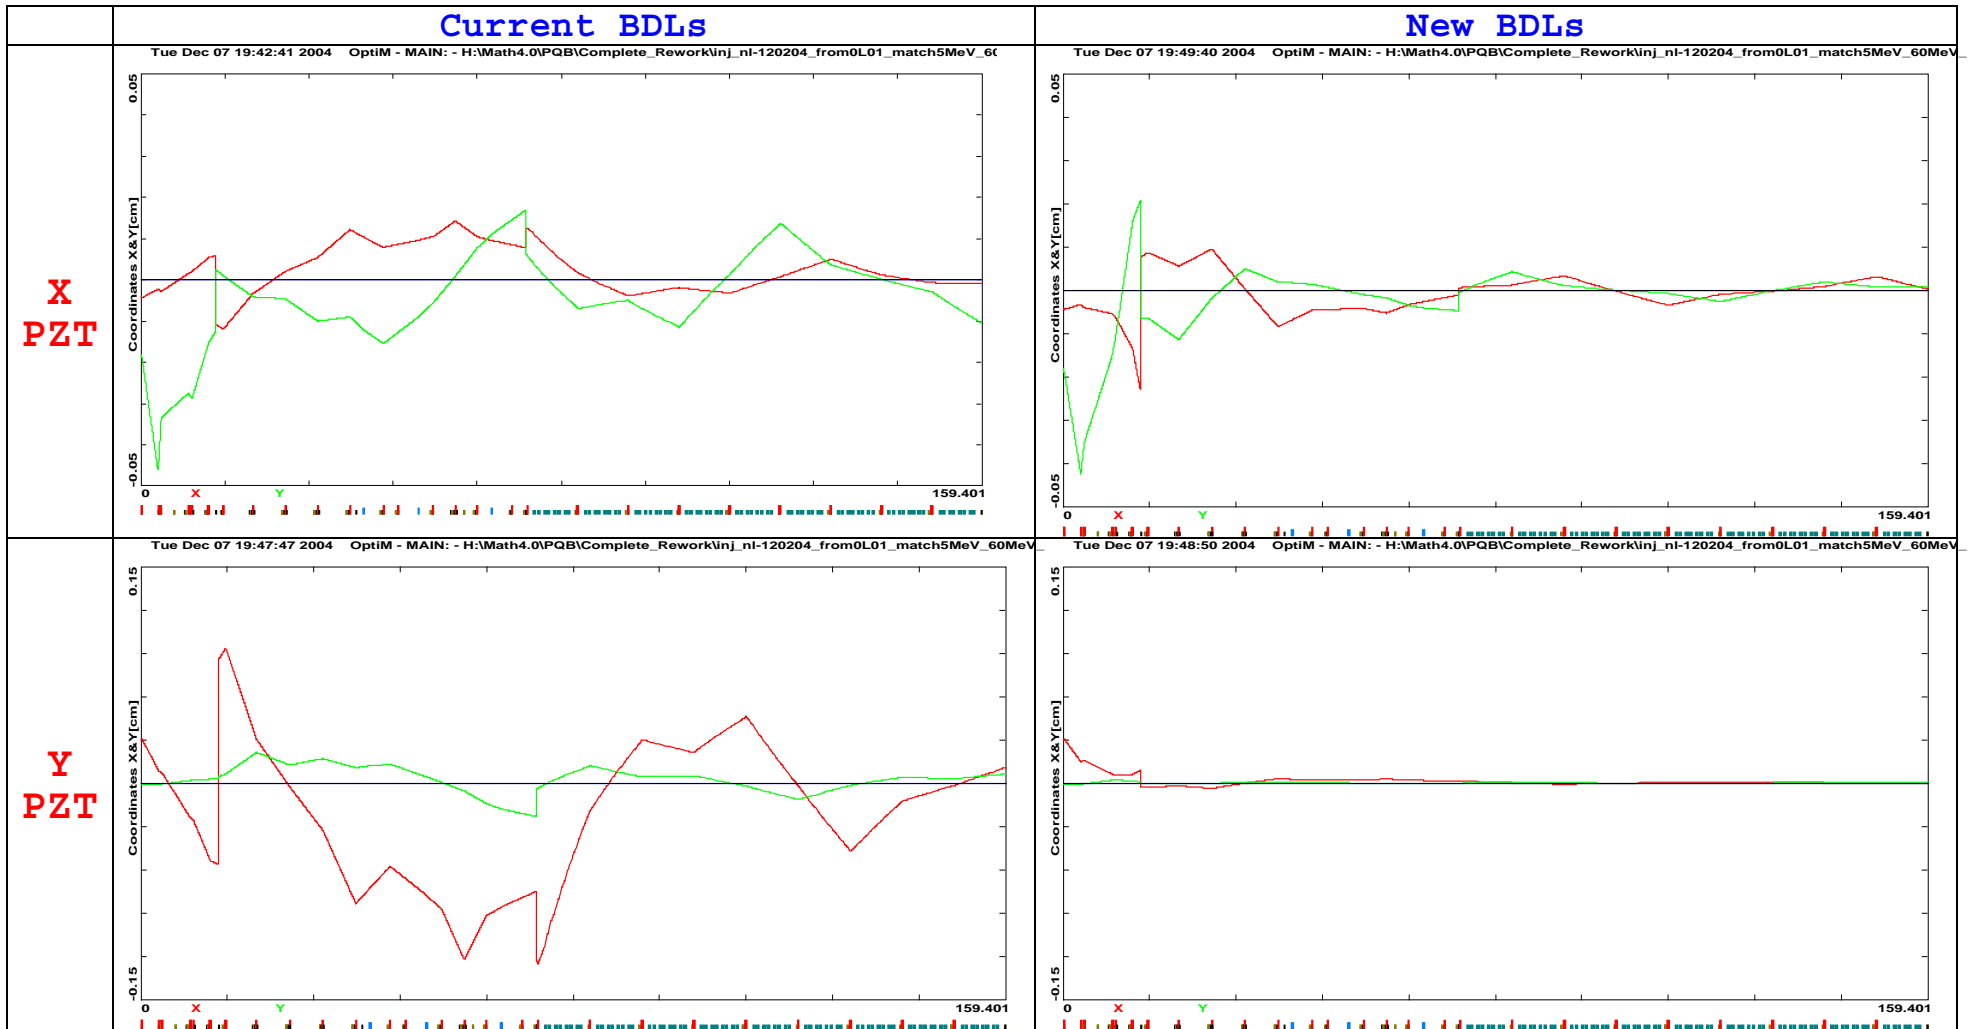 Current BDLs
New BDLs
Tue Dec 07 19:42:41 2004 OptiM - MAIN: - H:\Math4.0\PQB\Complete_Rework\inj_nl-120204_from0L01_match5MeV_60
Tue Dec 07 19:49:40 2004 OptiM - MAIN: - H:\Math4.0\PQB\Complete_Rework\inj_nl-120204_from0L01_match5MeV_60MeV_
X
PZT
0.05
Coordinates X&Y[cm]
-0.05
0 X Y 159.401
0.05
Coordinates X&Y[cm]
-0.05
0 X Y 159.401
Tue Dec 07 19:47:47 2004 OptiM - MAIN: - H:\Math4.0\PQB\Complete_Rework\inj_nl-120204_from0L01_match5MeV_60MeV_
Tue Dec 07 19:48:50 2004 OptiM - MAIN: - H:\Math4.0\PQB\Complete_Rework\inj_nl-120204_from0L01_match5MeV_60MeV_
Y
PZT
0.15
Coordinates X&Y[cm]
-0.15
0 X Y 159.401
0.15
Coordinates X&Y[cm]
-0.15
0 X Y 159.401